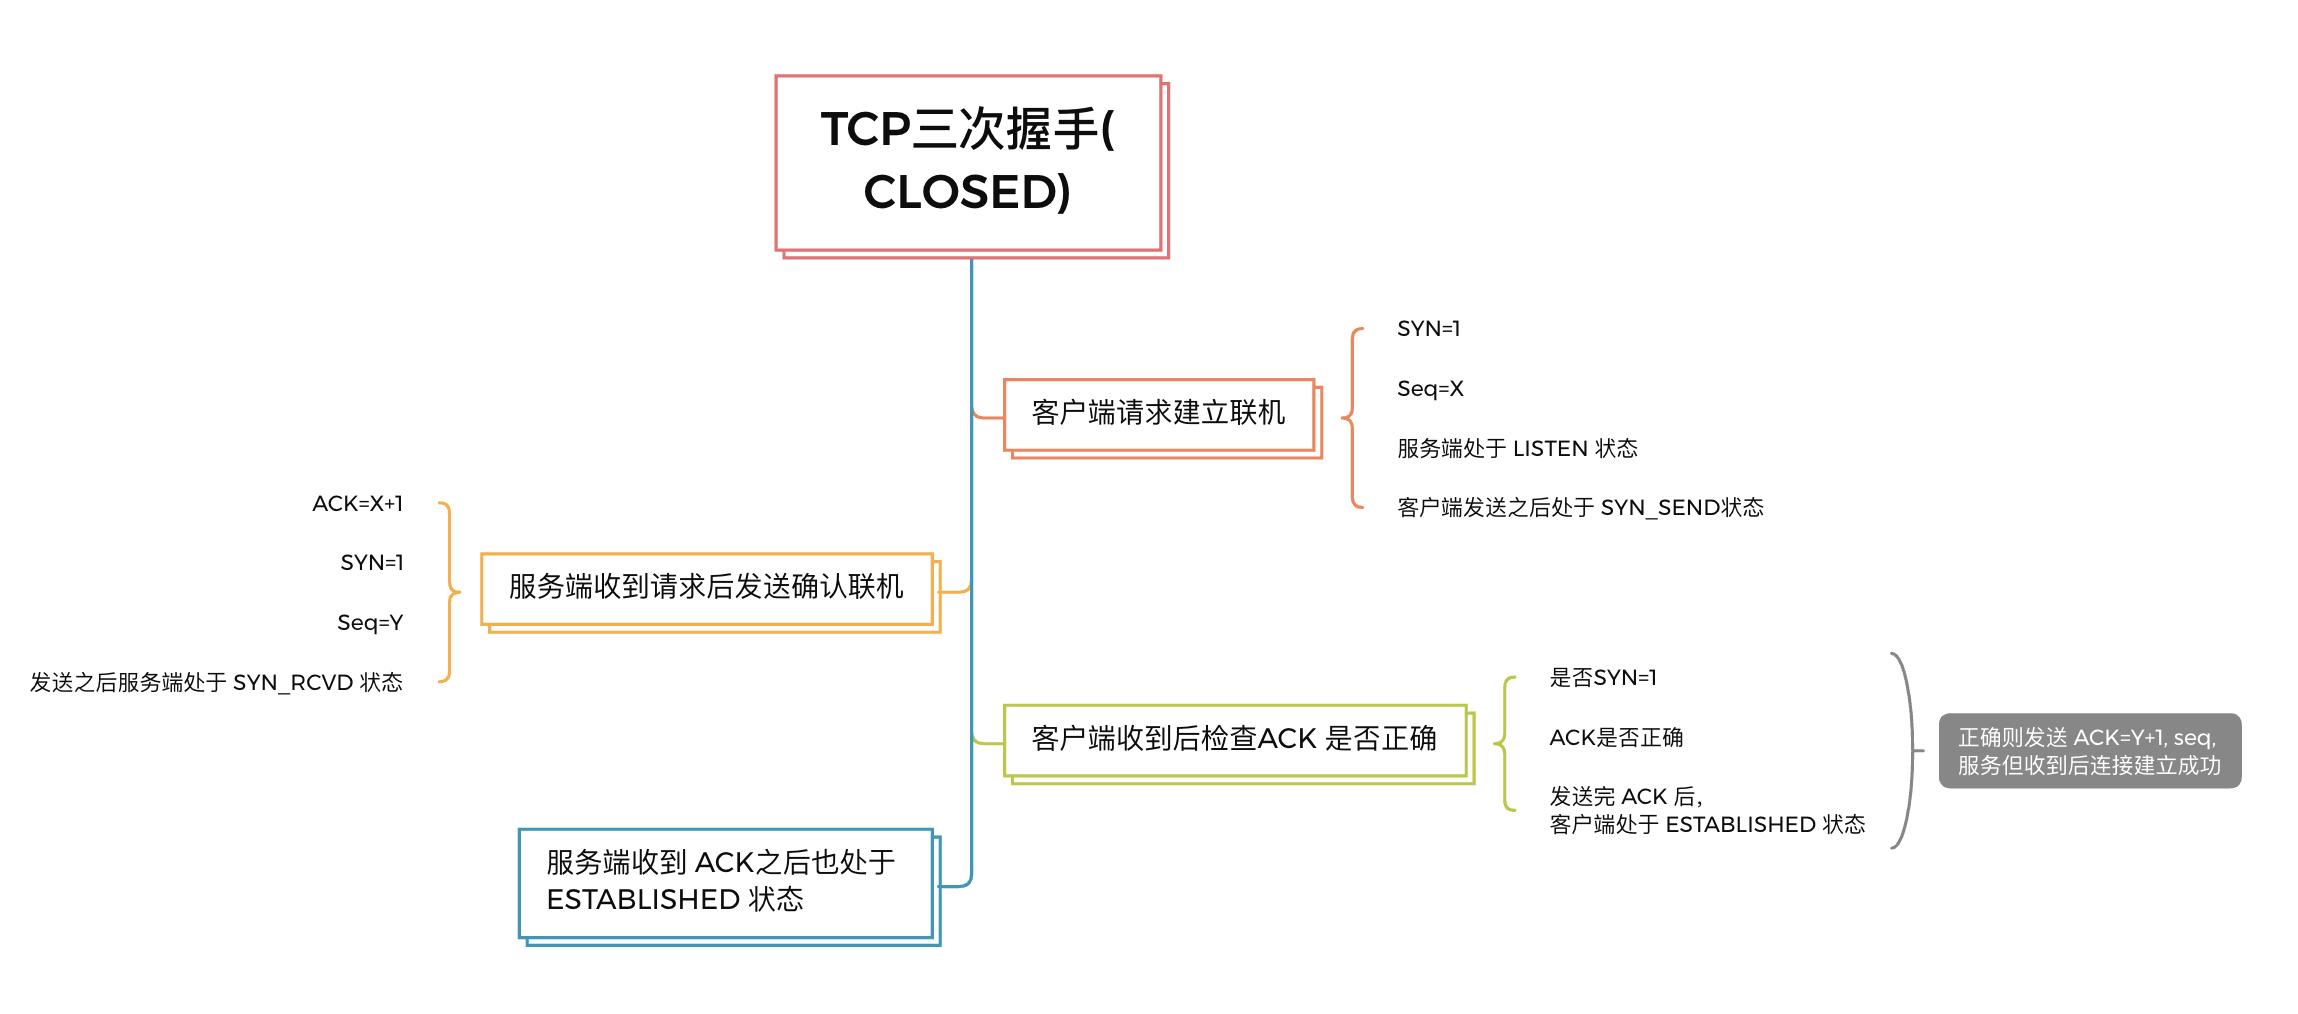 TCP三次握手(
CLOSED)
SYN=1
Seq=X
客户端请求建立联机
服务端处于 LISTEN 状态
客户端发送之后处于 SYN_SEND状态
ACK=X+1
SYN=1
服务端收到请求后发送确认联机
Seq=Y
发送之后服务端处于 SYN_RCVD 状态
是否SYN=1
客户端收到后检查ACK 是否正确
ACK是否正确
发送完 ACK 后,
客户端处于 ESTABLISHED 状态
正确则发送 ACK=Y+1, seq,
服务但收到后连接建立成功
服务端收到 ACK之后也处于
ESTABLISHED 状态